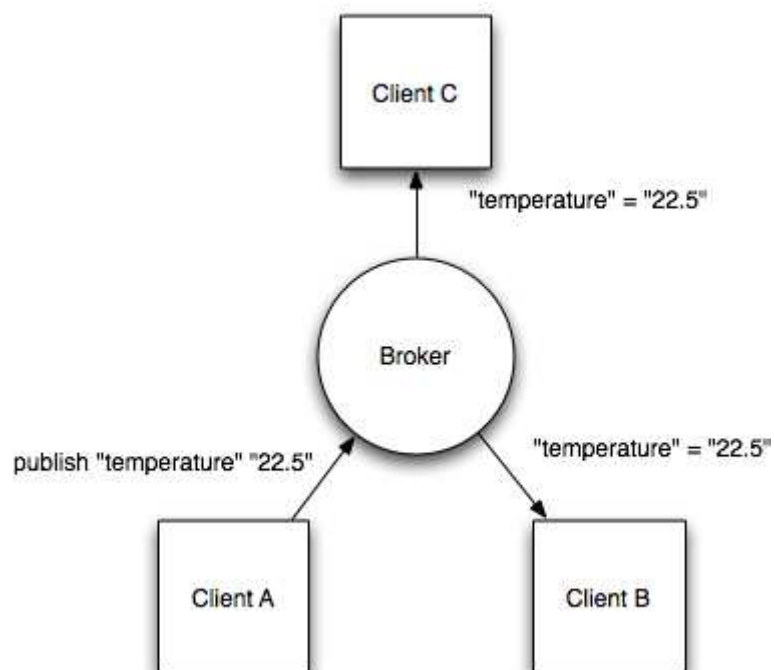 Client C
"temperature" = "22.5"
Broker
publish "temperature" "22.5"
"temperature" = "22.5"
Client A
Client B